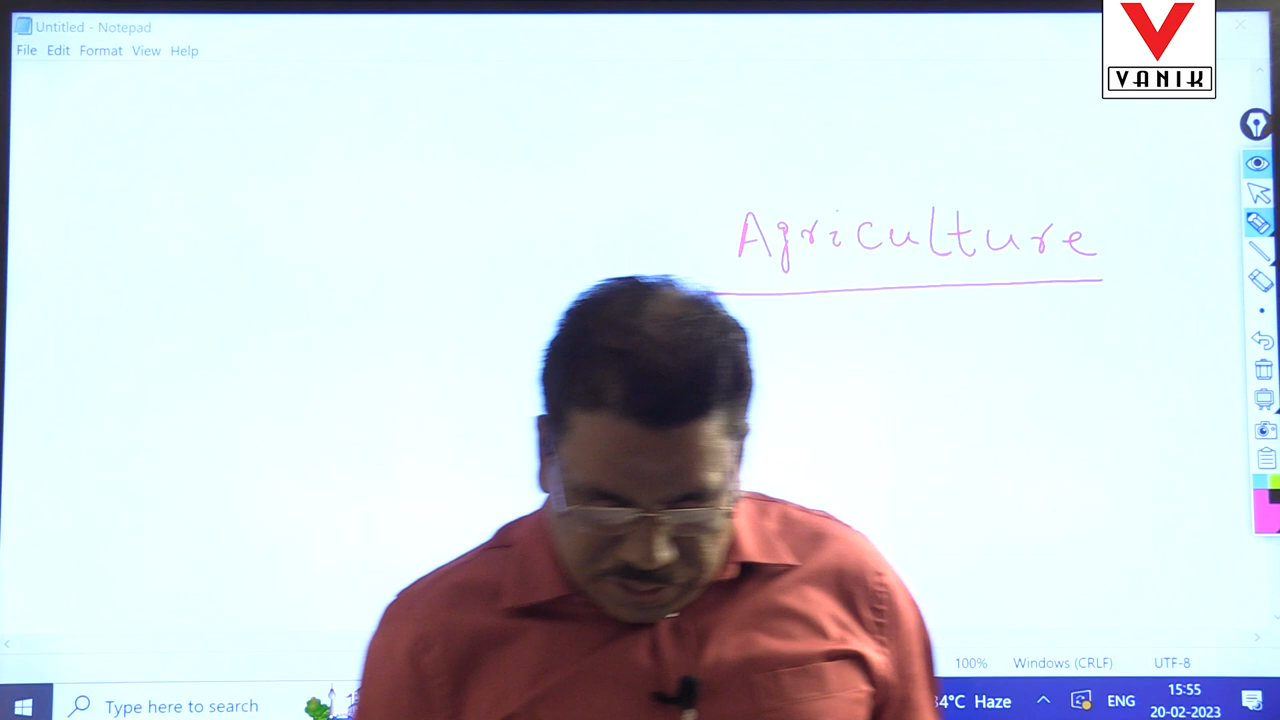 Untitled - Notepad
File Edit Format View Help
VANIK
Agriculture
100% Windows (CRLF) UTF-8
Type here to search
4°C Haze ENG
15:55
20-02-2023